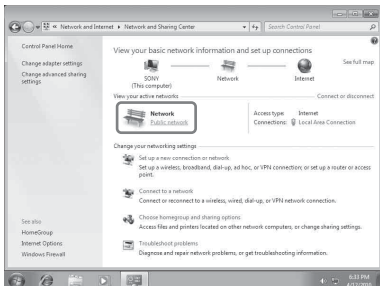 Network and Internet ▸ Network and Sharing Center
Search Control Panel
Control Panel Home
Change adapter settings
Change advanced sharing
settings
View your basic network information and set up connections
See full map
SONY
(This computer)
Network
Internet
View your active networks
Connect or disconnect
Network
Public network
Access type: Internet
Connections: Local Area Connection
Change your networking settings
Set up a new connection or network
Set up a wireless, broadband, dial-up, ad hoc, or VPN connection; or set up a router or access
point.
Connect to a network
Connect or reconnect to a wireless, wired, dial-up, or VPN network connection.
Choose homegroup and sharing options
Access files and printers located on other network computers, or change sharing settings.
Troubleshoot problems
Diagnose and repair network problems, or get troubleshooting information.
See also
HomeGroup
Internet Options
Windows Firewall
6:33 PM